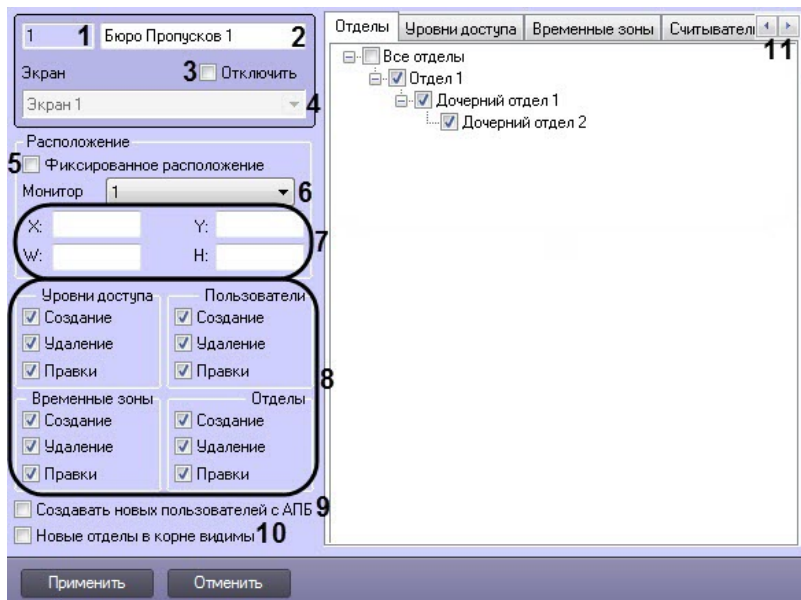 1 1 Бюро Пропусков 1 2
Экран 3 Отключить
Экран 1 4
Расположение
5 Фиксированное расположение
Монитор 1 6
X: Y:
W: H:
7
Уровни доступа Пользователи
Создание Создание
Удаление Удаление
Правки Правки
8
Временные зоны Отделы
Создание Создание
Удаление Удаление
Правки Правки
Создавать новых пользователей с АПБ 9
Новые отделы в корне видимы 10
Отделы Уровни доступа Временные зоны Считывател
11
Все отделы
Отдел 1
Дочерний отдел 1
Дочерний отдел 2
Применить Отменить